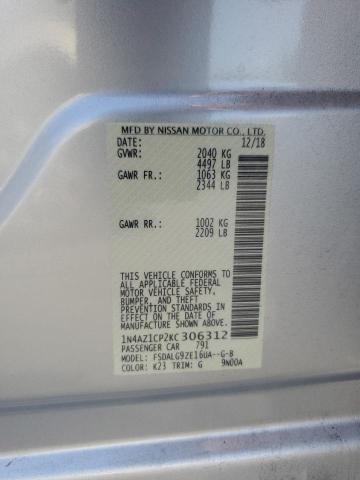 MFD BY NISSAN MOTOR CO., LTD.
DATE: 12/18
GVWR: 2040 KG
4497 LB
GAWR FR.: 1063 KG
2344 LB
GAWR RR.: 1002 KG
2209 LB
THIS VEHICLE CONFORMS TO
ALL APPLICABLE FEDERAL
MOTOR VEHICLE SAFETY,
BUMPER, AND THEFT
PREVENTION STANDARDS IN
EFFECT ON THE DATE OF
MANUFACTURE SHOWN ABOVE.
1N4AZ1CP2KC306312
PASSENGER CAR 791
MODEL: FSDALG9ZE16UA--G-B
COLOR: K23 TRIM: G 9N00A